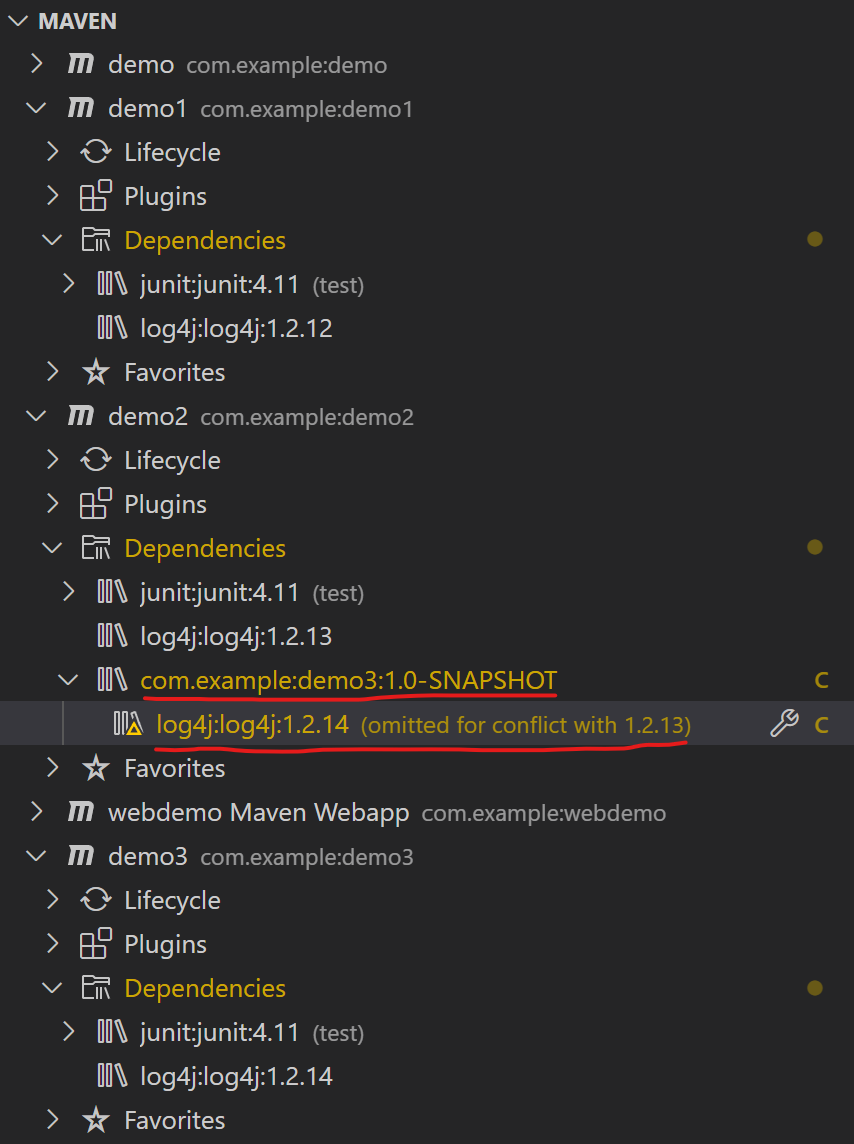 MAVEN
demo com.example:demo
demo1 com.example:demo1
Lifecycle
Plugins
Dependencies
junit:junit:4.11 (test)
log4j:log4j:1.2.12
Favorites
demo2 com.example:demo2
Lifecycle
Plugins
Dependencies
junit:junit:4.11 (test)
log4j:log4j:1.2.13
com.example:demo3:1.0-SNAPSHOT C
log4j:log4j:1.2.14 (omitted for conflict with 1.2.13) C
Favorites
webdemo Maven Webapp com.example:webdemo
demo3 com.example:demo3
Lifecycle
Plugins
Dependencies
junit:junit:4.11 (test)
log4j:log4j:1.2.14
Favorites